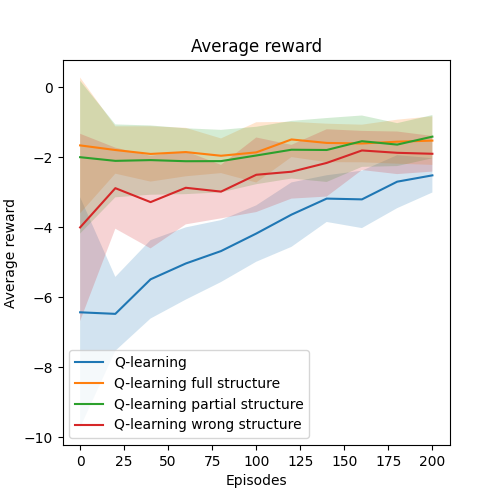 Average reward
0
−2
−4
−6
−8
−10
Average reward
Q-learning
Q-learning full structure
Q-learning partial structure
Q-learning wrong structure
0 25 50 75 100 125 150 175 200
Episodes